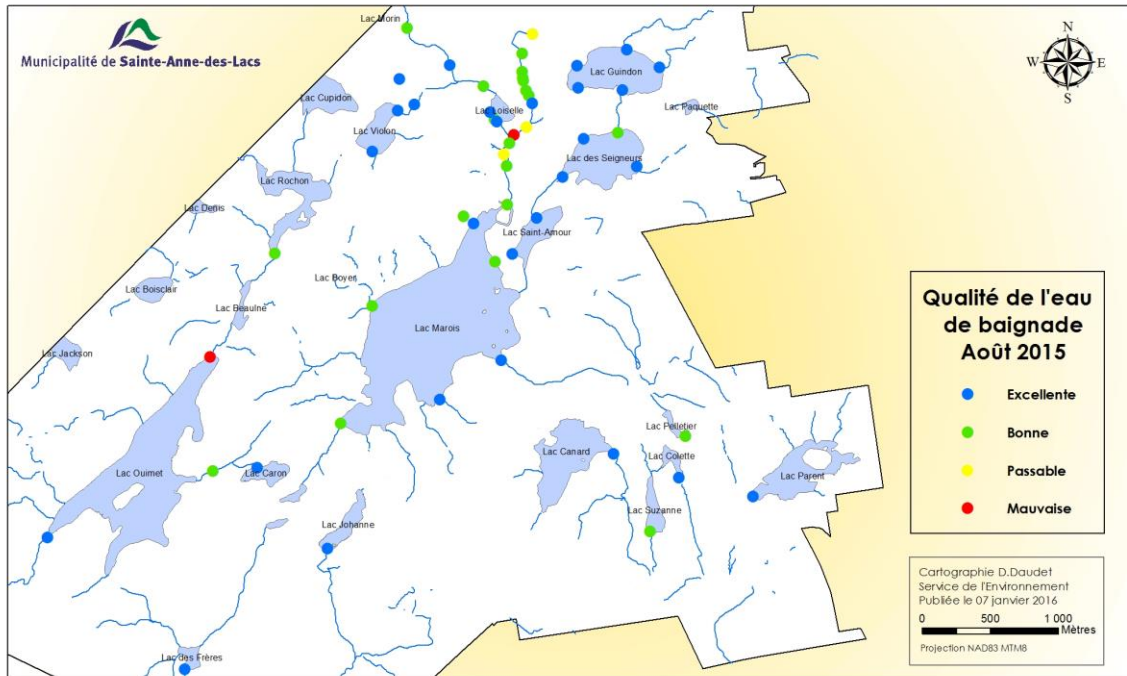 Municipalité de Sainte-Anne-des-Lacs
Lac Morin
N
W E
S
Lac Guindon
Lac Cupidon
Lac Loiselle
Lac Paquette
Lac Violon
Lac des Seigneurs
Lac Rochon
Lac Denis
Lac Saint-Amour
Lac Boyer
Lac Boisclair
Lac Beaulne
Lac Marois
Lac Jackson
Qualité de l'eau
de baignade
Août 2015
Excellente
Bonne
Passable
Mauvaise
Lac Pelletier
Lac Canard
Lac Colette
Lac Ouimet
Lac Caron
Lac Parent
Lac Suzanne
Lac Johanne
Lac des Frères
Cartographie D.Daudet
Service de l'Environnement
Publiée le 07 janvier 2016
0 500 1 000
Mètres
Projection NAD83 MTM8